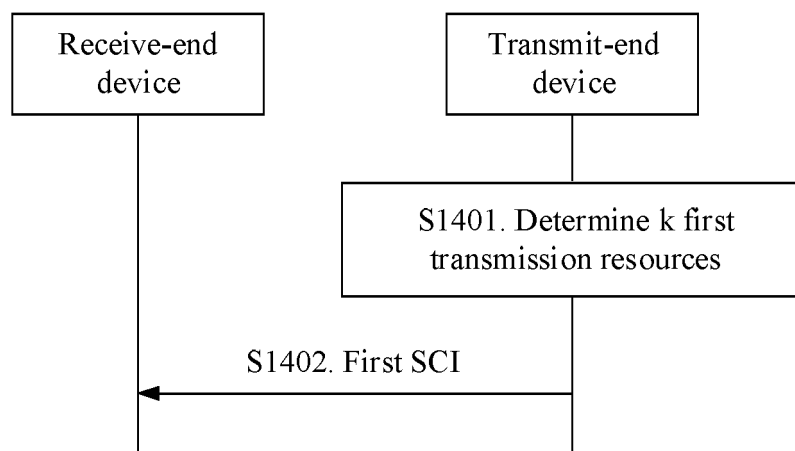 Receive-end
device
Transmit-end
device
S1401. Determine k first
transmission resources
S1402. First SCI